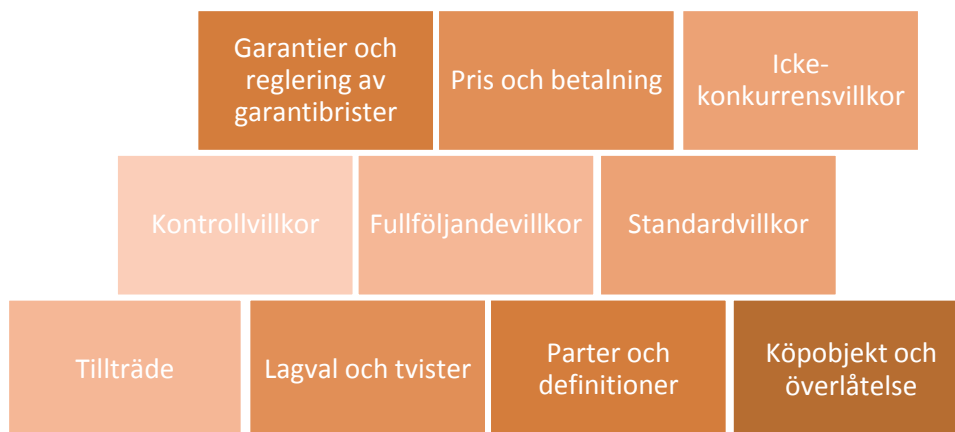 Garantier och
reglering av
garantibrister
Pris och betalning
Icke-
konkurrensvillkor
Kontrollvillkor
Fullföljandevillkor
Standardvillkor
Tillträde
Lagval och tvister
Parter och
definitioner
Köpobjekt och
överlåtelse